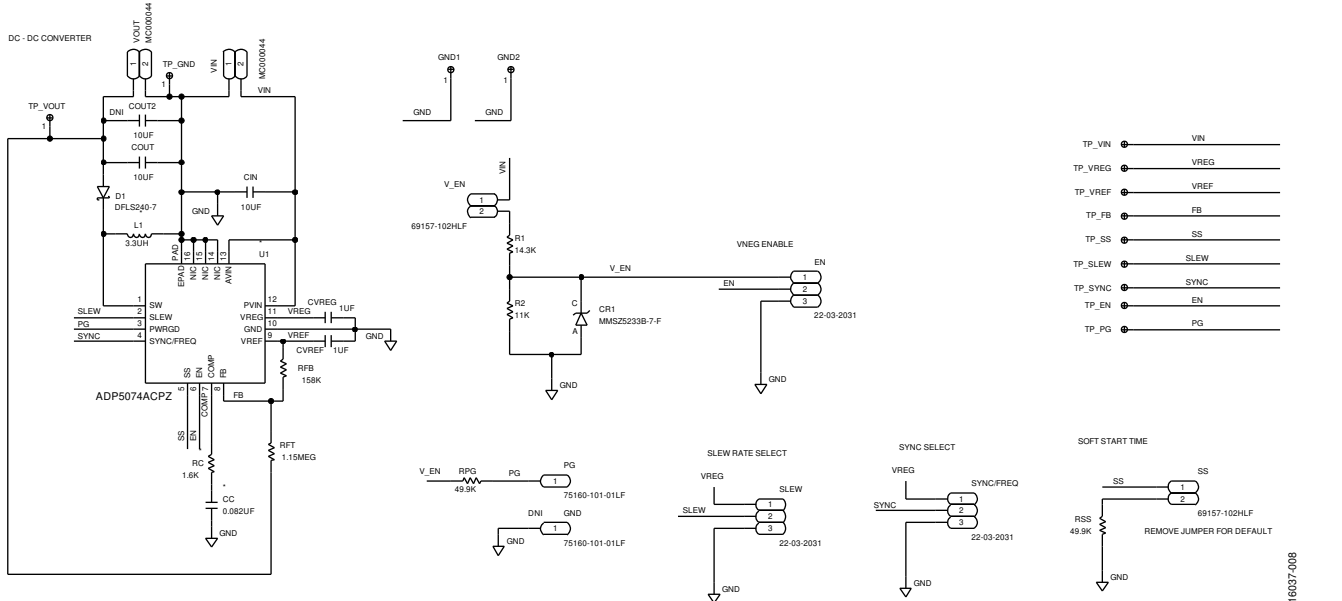 DC - DC CONVERTER
VOUT
MC000044
1
2
TP_GND
1
VIN
1
2
MC000044
VIN
TP_VOUT
1
DNI
COUT2
10UF
COUT
10UF
D1
DFLS240-7
CIN
10UF
GND
L1
3.3UH
PAD
16
15
14
13
EPAD
NIC
NIC
NIC
AVIN
*
U1
1
SW
SLEW
2
SLEW
PG
3
PWRGD
SYNC
4
SYNC/FREQ
PVIN
12
VREG
11
VREG
GND
10
VREF
9
VREF
CVREG
1UF
CVREF
1UF
GND
SS
EN
COMP
FB
5
6
COMP 7
8
FB
SS
EN
ADP5074ACPZ
RFB
158K
RFT
1.15MEG
RC
1.6K
*
CC
0.082UF
GND
GND1
1
GND
GND2
1
GND
VIN
V_EN
1
2
69157-102HLF
R1
14.3K
V_EN
R2
11K
C
A
CR1
MMSZ5233B-7-F
GND
VNEG ENABLE
EN
EN
1
2
3
22-03-2031
GND
V_EN
RPG
49.9K
PG
PG
1
75160-101-01LF
DNI
GND
1
75160-101-01LF
GND
SLEW RATE SELECT
VREG
SLEW
SLEW
1
2
3
22-03-2031
GND
SYNC SELECT
VREG
SYNC
SYNC/FREQ
1
2
3
22-03-2031
GND
SOFT START TIME
SS
SS
1
2
69157-102HLF
RSS
49.9K
REMOVE JUMPER FOR DEFAULT
GND
TP_VIN
VIN
TP_VREG
VREG
TP_VREF
VREF
TP_FB
FB
TP_SS
SS
TP_SLEW
SLEW
TP_SYNC
SYNC
TP_EN
EN
TP_PG
PG
16037-008